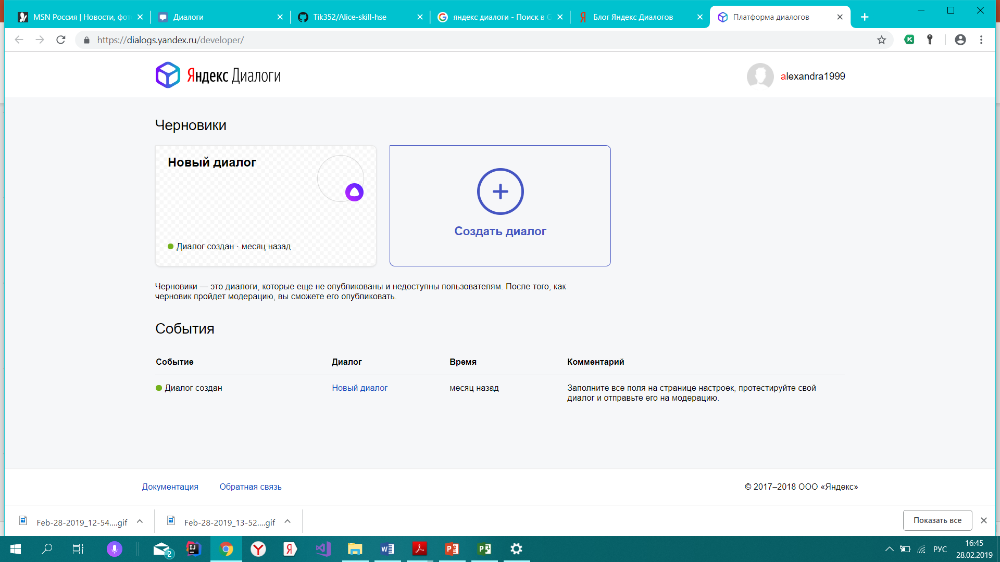 MSN Россия | Новости, фот
Диалоги
Tik352/Alice-skill-hse
яндекс диалоги - Поиск в G
Блог Яндекс Диалогов
Платформа диалогов
https://dialogs.yandex.ru/developer/
Яндекс Диалоги
alexandra1999
Черновики
Новый диалог
Диалог создан · месяц назад
Создать диалог
Черновики — это диалоги, которые еще не опубликованы и недоступны пользователям. После того, как
черновик пройдет модерацию, вы сможете его опубликовать.
События
Событие Диалог Время Комментарий
Диалог создан Новый диалог месяц назад Заполните все поля на странице настроек, протестируйте свой
диалог и отправьте его на модерацию.
Документация Обратная связь © 2017–2018 ООО «Яндекс»
Feb-28-2019_12-54....gif Feb-28-2019_13-52....gif Показать все
2
РУС
16:45
28.02.2019